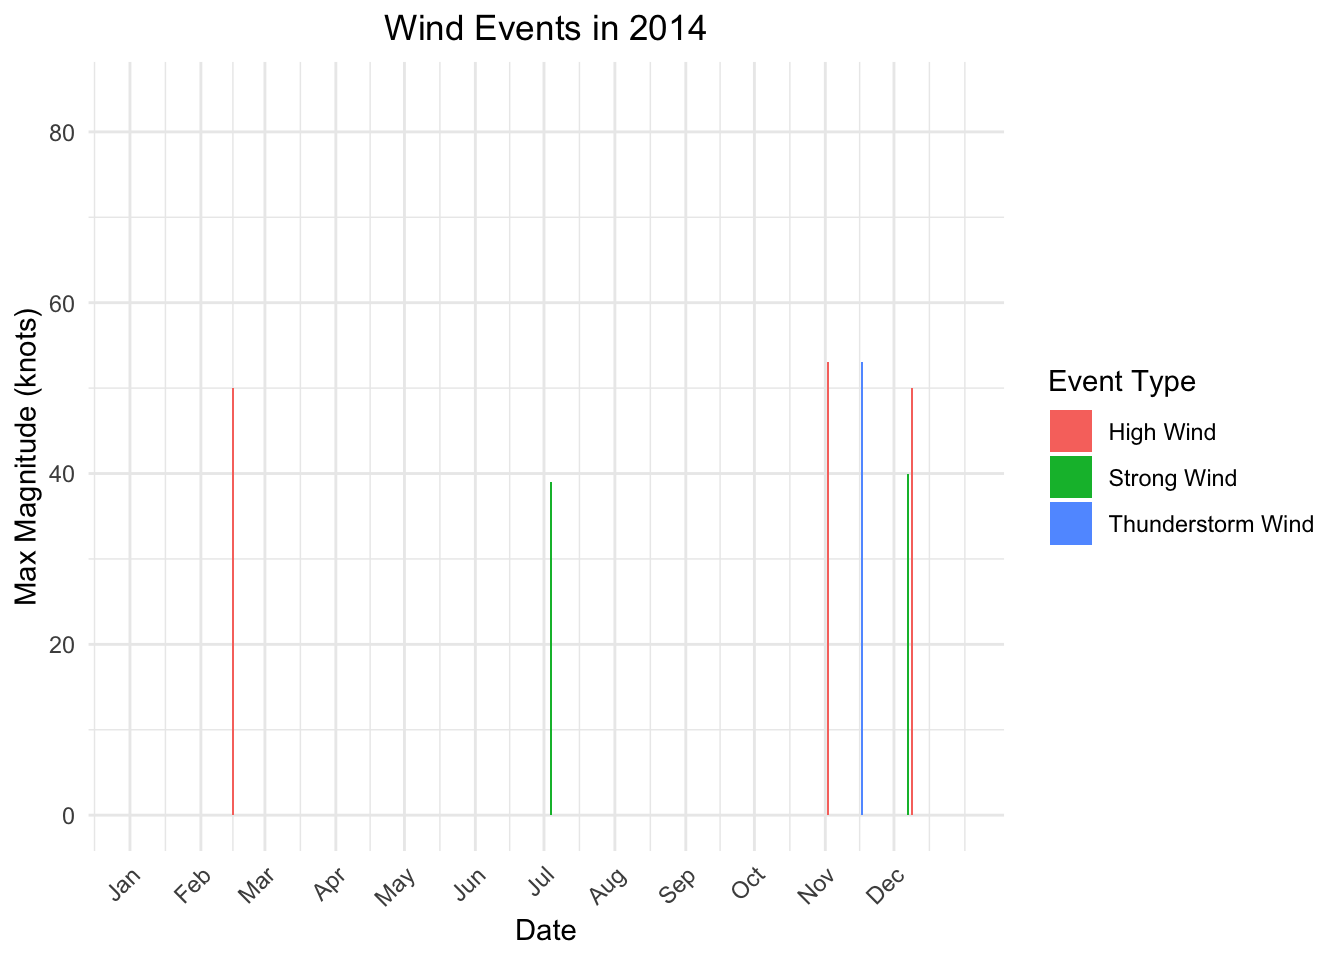 Wind Events in 2014
Max Magnitude (knots)
80
60
40
20
0
Jan Feb Mar Apr May Jun Jul Aug Sep Oct Nov Dec
Date
Event Type
High Wind
Strong Wind
Thunderstorm Wind